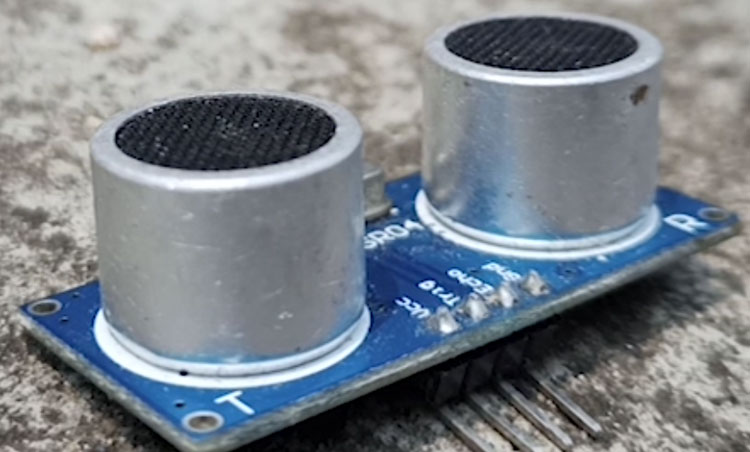 SR04
Vcc
Trig
Echo
Gnd
T
R